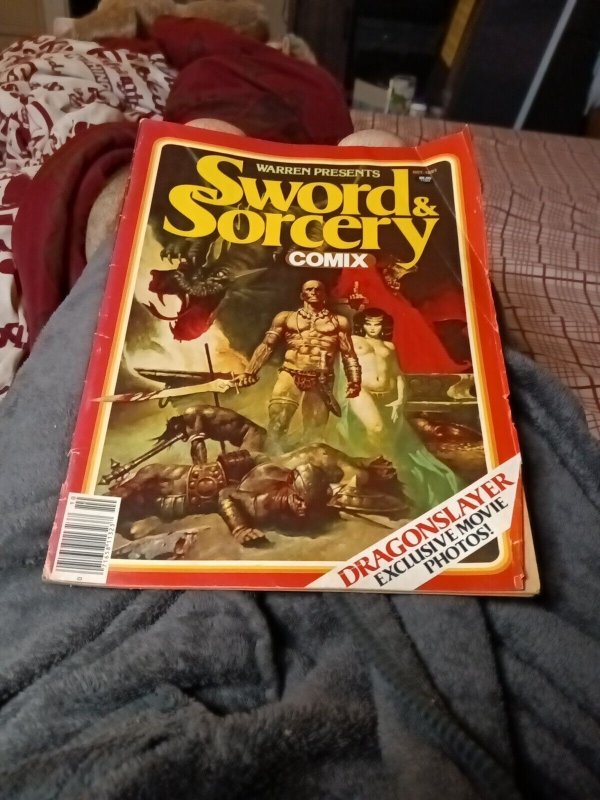 WARREN PRESENTS
Sword &
Sorcery
COMIX
DRAGONSLAYER
EXCLUSIVE MOVIE
PHOTOS!